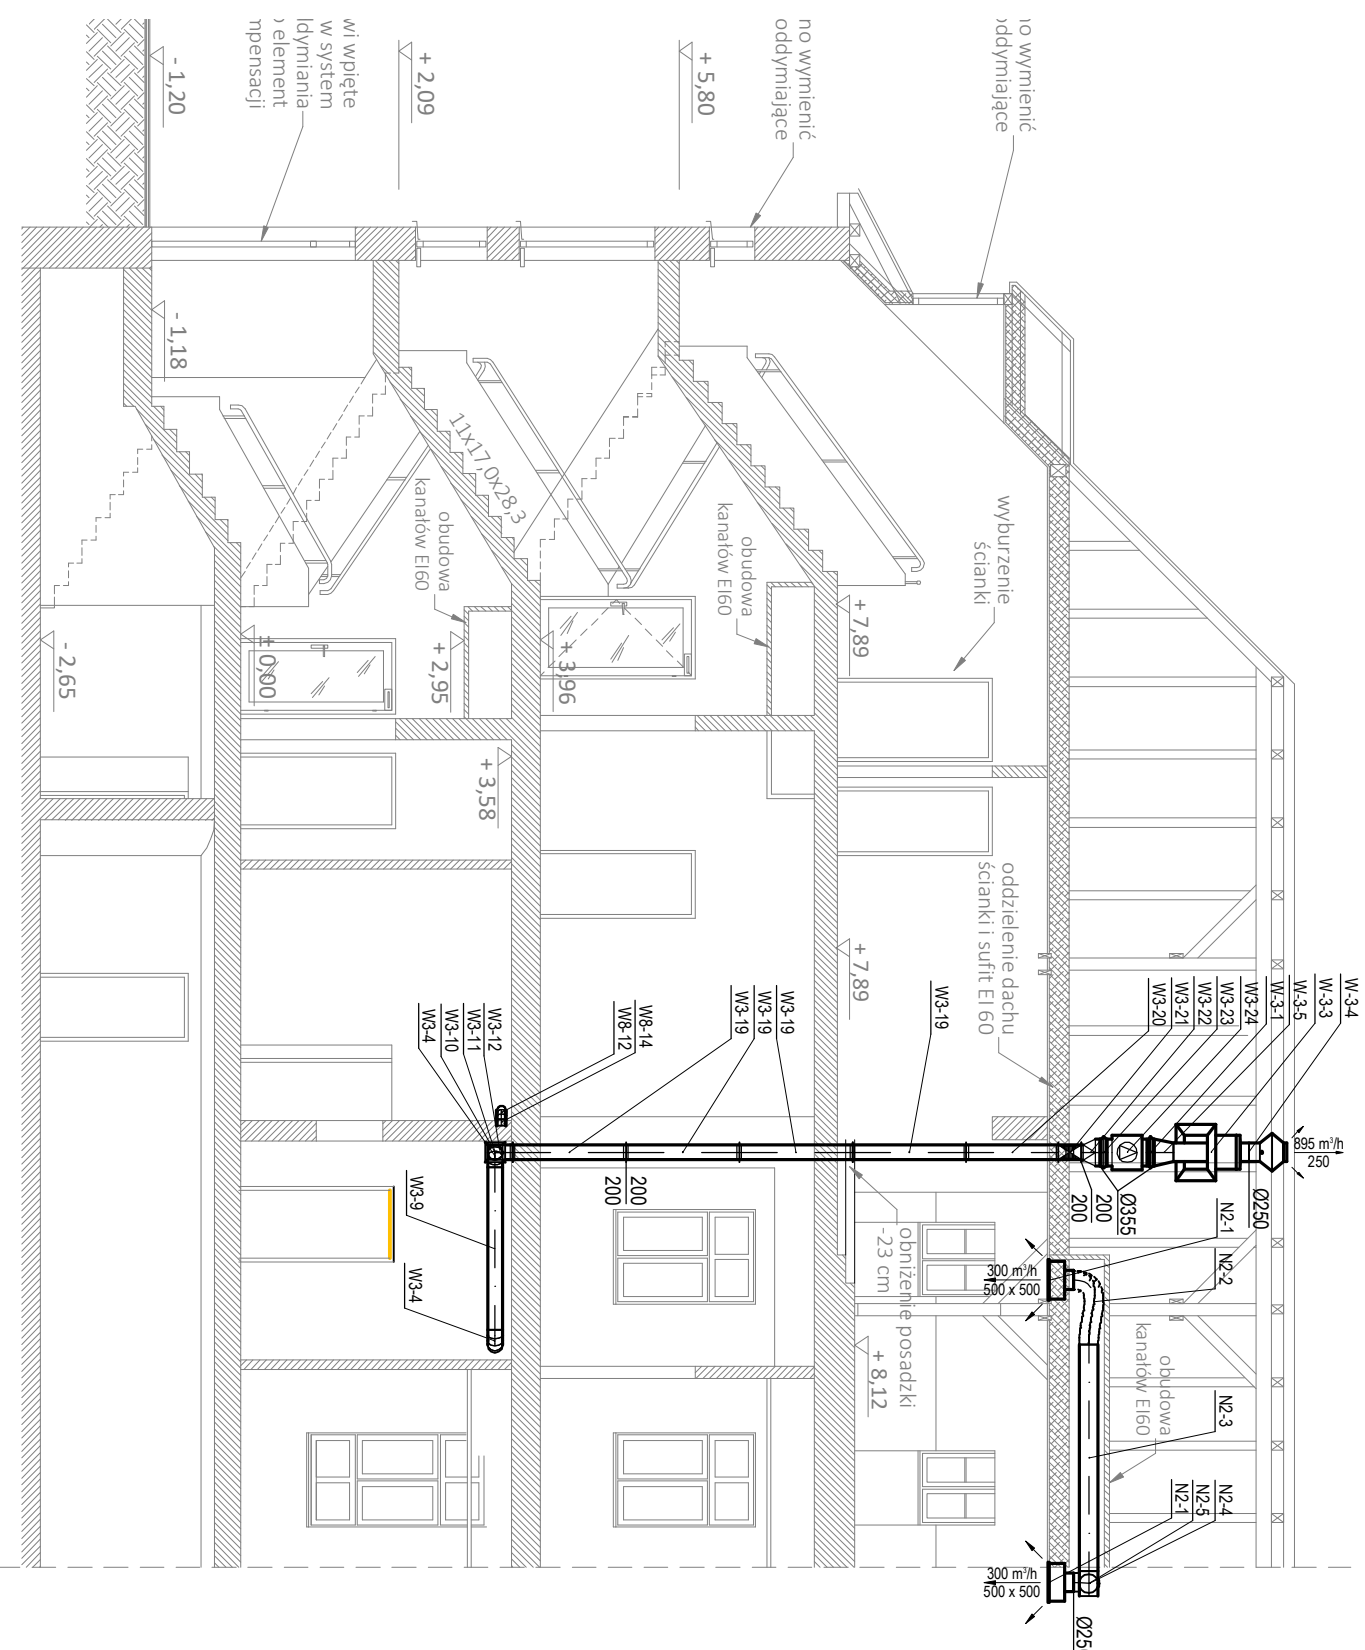 no wymienić
oddymiające
no wymienić
oddymiające
wi wpięte
w system
ldymiania
element
mpensacji
+ 5,80
+ 2,09
- 1,20
- 1,18
11x17,0x28,3
obudowa
kanałów EI60
obudowa
kanałów EI60
wyburzenie
ścianki
+ 7,89
+ 3,96
+ 2,95
± 0,00
- 2,65
+ 3,58
oddzielenie dachu
ścianki i sufit EI 60
+ 7,89
W-3-4
W-3-3
W-3-5
W-3-1
W3-24
W3-23
W3-22
W3-21
W3-20
W3-19
W3-19
W3-19
W3-19
W8-14
W8-12
W3-12
W3-11
W3-10
W3-4
895 m³/h
250
Ø250
Ø355
200
200
200
200
W3-9
W3-4
N2-1
N2-2
300 m³/h
500 x 500
obniżenie posadzki
-23 cm
+ 8,12
obudowa
kanałów EI60
N2-3
N2-4
N2-5
N2-1
300 m³/h
500 x 500
Ø25